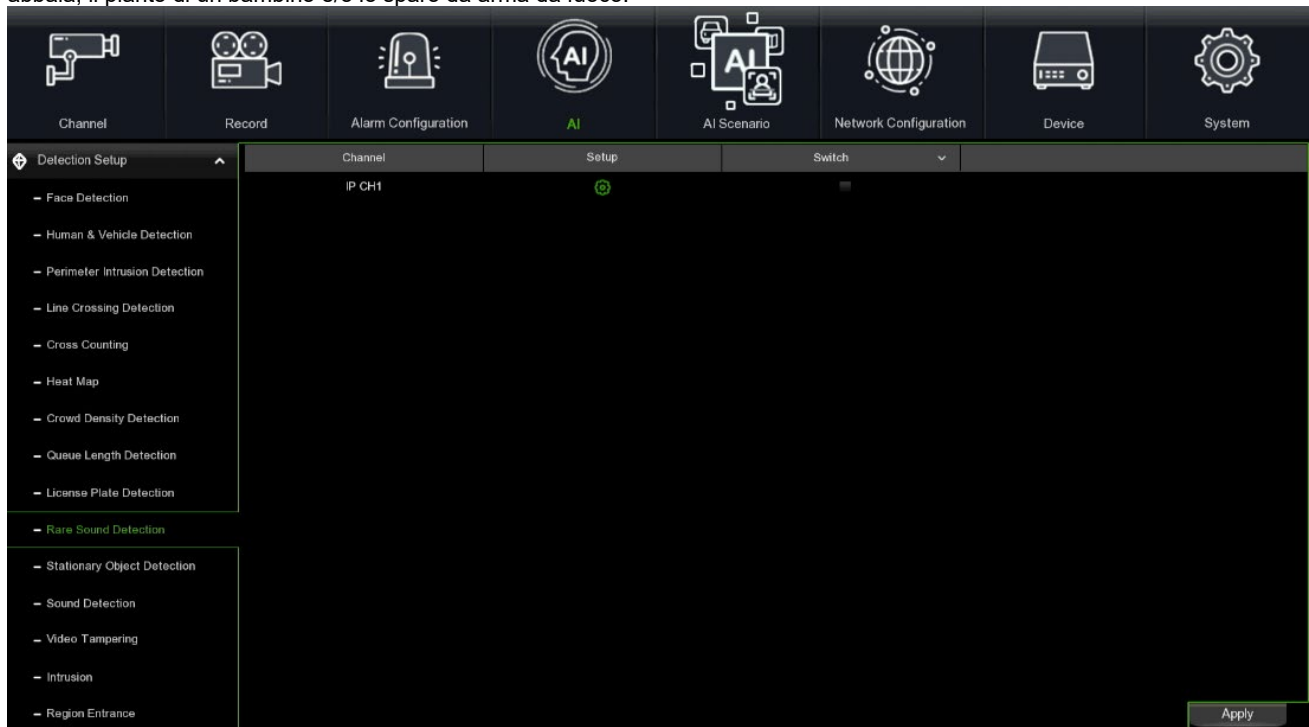 abbaia, il pianto di un bambino e/o lo sparo da arma da fuoco.
Channel
Record
Alarm Configuration
AI
AI Scenario
Network Configuration
Device
System
Detection Setup
Channel
Setup
Switch
IP CH1
– Face Detection
– Human & Vehicle Detection
– Perimeter Intrusion Detection
– Line Crossing Detection
– Cross Counting
– Heat Map
– Crowd Density Detection
– Queue Length Detection
– License Plate Detection
– Rare Sound Detection
– Stationary Object Detection
– Sound Detection
– Video Tampering
– Intrusion
– Region Entrance
Apply